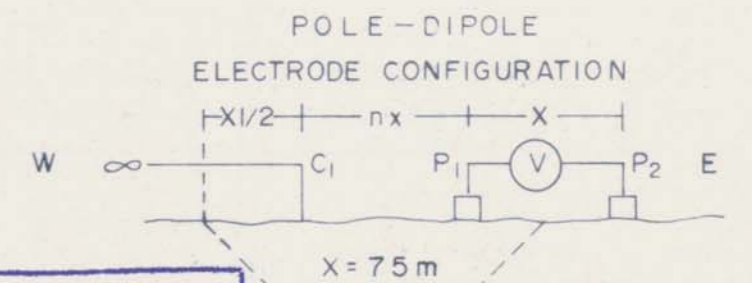 POLE-DIPOLE
ELECTRODE CONFIGURATION
X1/2 nx X
W ∞ C₁ P₁ V P₂ E
X = 75 m